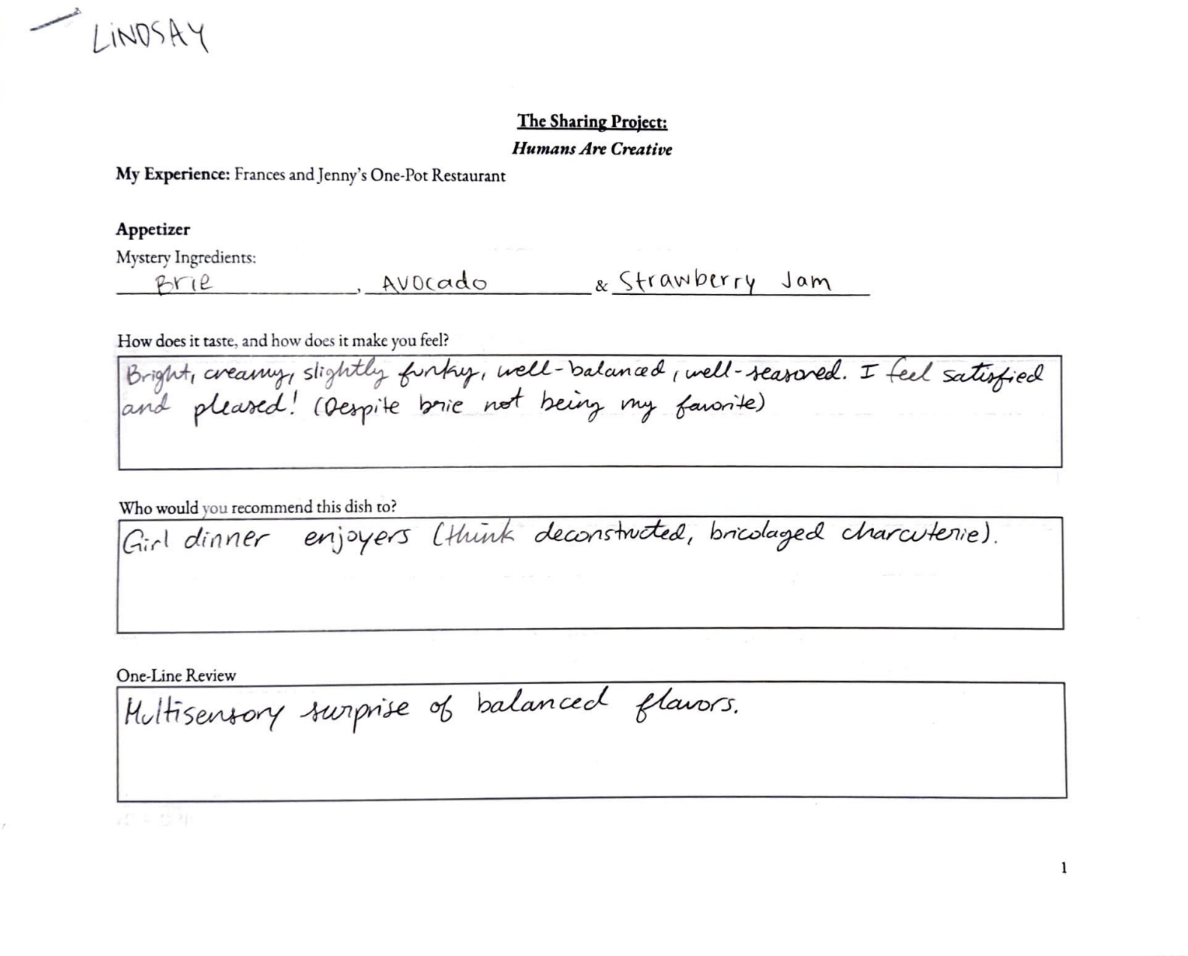 LiNDSAY
The Sharing Project:
Humans Are Creative
My Experience: Frances and Jenny's One-Pot Restaurant
Appetizer
Mystery Ingredients:
Brie, Avocado & Strawberry Jam
How does it taste, and how does it make you feel?
Bright, creamy, slightly funky, well-balanced, well-seasoned. I feel satisfied
and pleased! (Despite brie not being my favorite)
Who would you recommend this dish to?
Girl dinner enjoyers (think deconstructed, bricolaged charcuterie).
One-Line Review
Multisensory surprise of balanced flavors.
1